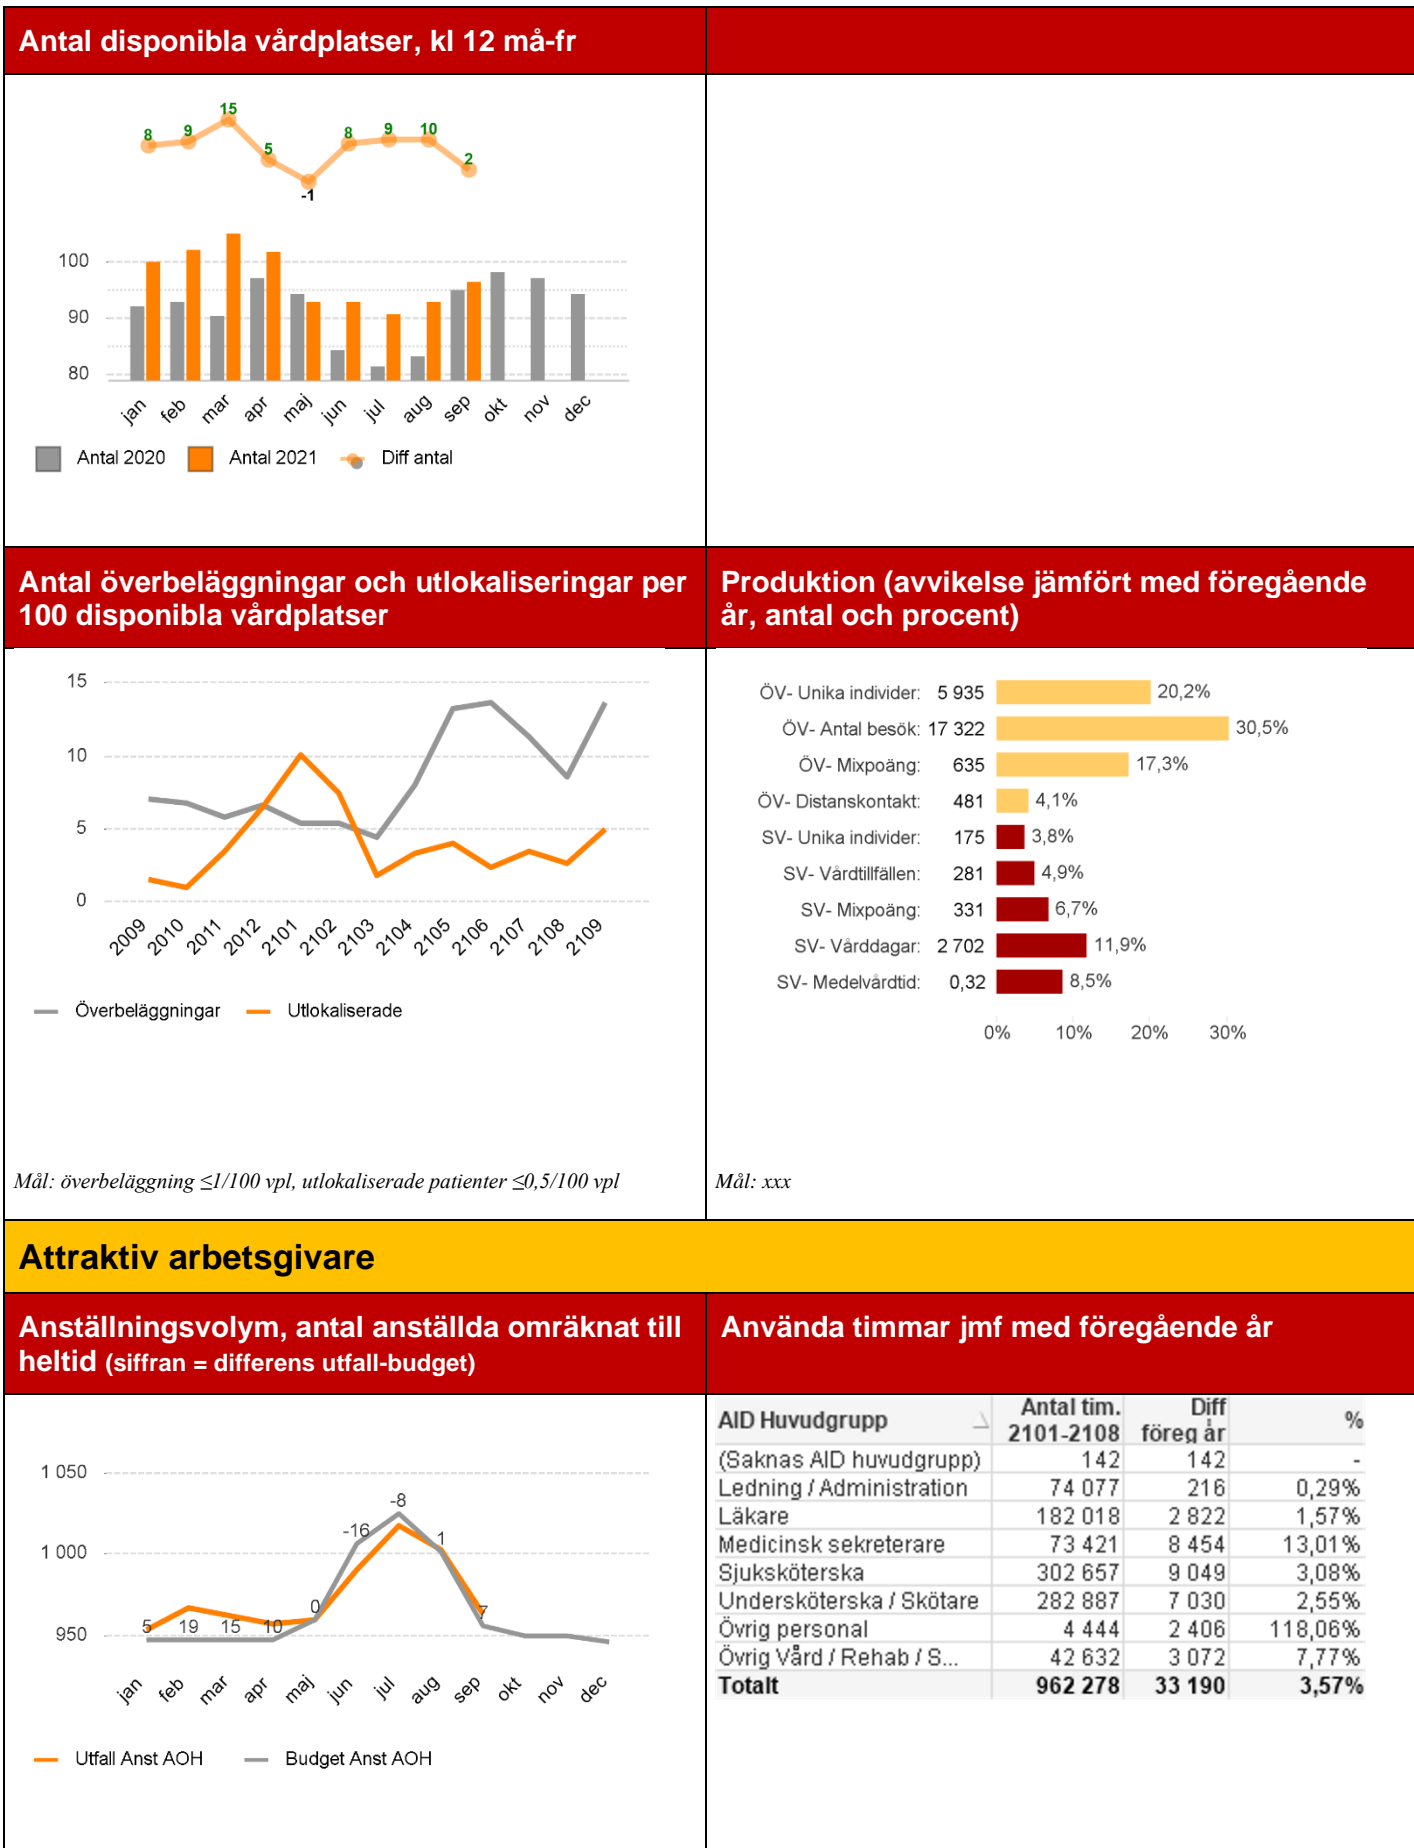 Antal disponibla vårdplatser, kl 12 må-fr
15
8
9
5
-1
8
9
10
2
100
90
80
jan
feb
mar
apr
maj
jun
jul
aug
sep
okt
nov
dec
Antal 2020
Antal 2021
Diff antal
Antal överbeläggningar och utlokaliseringar per
100 disponibla vårdplatser
15
10
5
0
2009
2010
2011
2012
2101
2102
2103
2104
2105
2106
2107
2108
2109
Överbeläggningar
Utlokaliserade
Mål: överbeläggning ≤1/100 vpl, utlokaliserade patienter ≤0,5/100 vpl
Produktion (avvikelse jämfört med föregående
år, antal och procent)
ÖV- Unika individer: 5 935 20,2%
ÖV- Antal besök: 17 322 30,5%
ÖV- Mixpoäng: 635 17,3%
ÖV- Distanskontakt: 481 4,1%
SV- Unika individer: 175 3,8%
SV- Vårdtillfällen: 281 4,9%
SV- Mixpoäng: 331 6,7%
SV- Vårddagar: 2 702 11,9%
SV- Medelvårdtid: 0,32 8,5%
0% 10% 20% 30%
Mål: xxx
Attraktiv arbetsgivare
Anställningsvolym, antal anställda omräknat till
heltid (siffran = differens utfall-budget)
1 050
1 000
950
5
19
15
10
0
-16
-8
1
7
jan
feb
mar
apr
maj
jun
jul
aug
sep
okt
nov
dec
Utfall Anst AOH
Budget Anst AOH
Använda timmar jmf med föregående år
AID Huvudgrupp Antal tim. 2101-2108 Diff föreg år %
(Saknas AID huvudgrupp) 142 142 -
Ledning / Administration 74 077 216 0,29%
Läkare 182 018 2 822 1,57%
Medicinsk sekreterare 73 421 8 454 13,01%
Sjuksköterska 302 657 9 049 3,08%
Undersköterska / Skötare 282 887 7 030 2,55%
Övrig personal 4 444 2 406 118,06%
Övrig Vård / Rehab / S... 42 632 3 072 7,77%
Totalt 962 278 33 190 3,57%